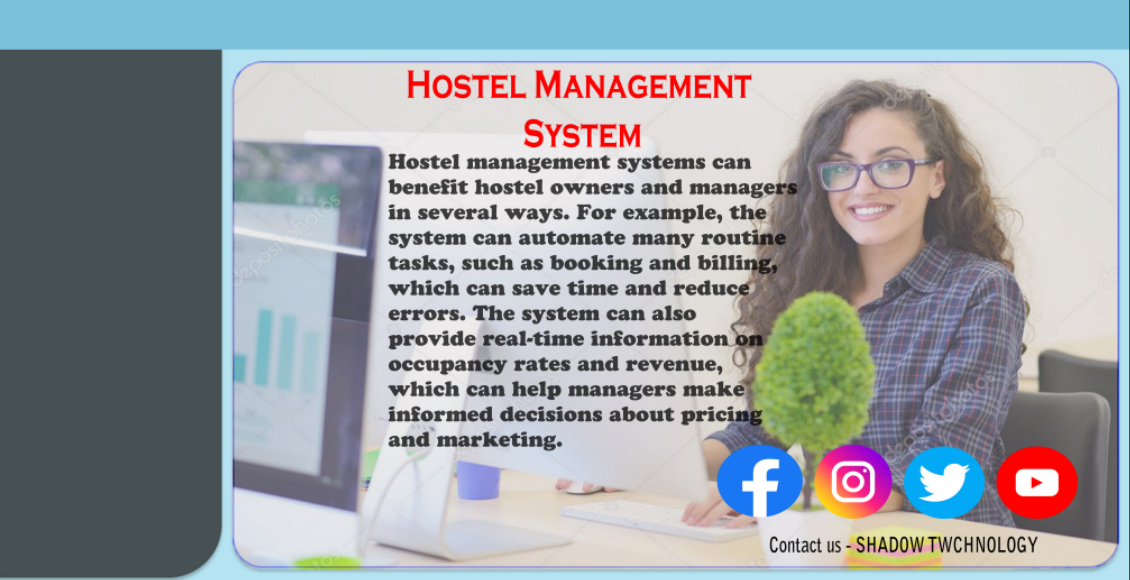 HOSTEL MANAGEMENT
SYSTEM
Hostel management systems can
benefit hostel owners and managers
in several ways. For example, the
system can automate many routine
tasks, such as booking and billing,
which can save time and reduce
errors. The system can also
provide real-time information on
occupancy rates and revenue,
which can help managers make
informed decisions about pricing
and marketing.
depositphotos
Contact us - SHADOW TWCHNOLOGY